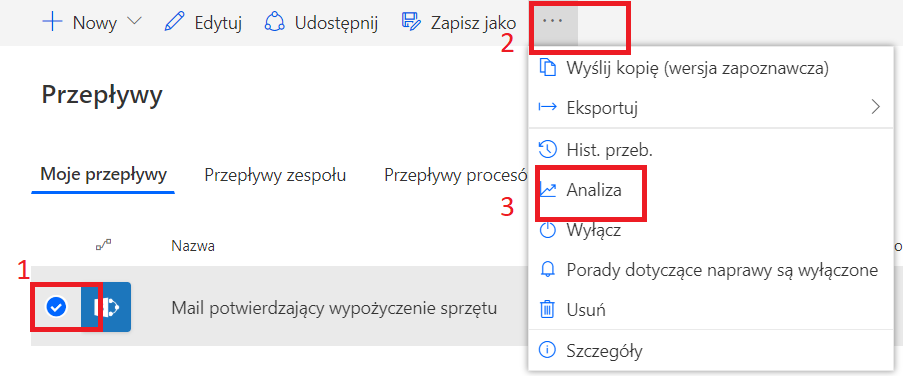 Nowy
Edytuj
Udostępnij
Zapisz jako
...
2
Wyślij kopię (wersja zapoznawcza)
Przepływy
Eksportuj
Hist. przeb.
Moje przepływy
Przepływy zespołu
Przepływy procesó
3
Analiza
Wyłącz
Nazwa
1
Porady dotyczące naprawy są wyłączone
Mail potwierdzający wypożyczenie sprzętu
Usuń
Szczegóły